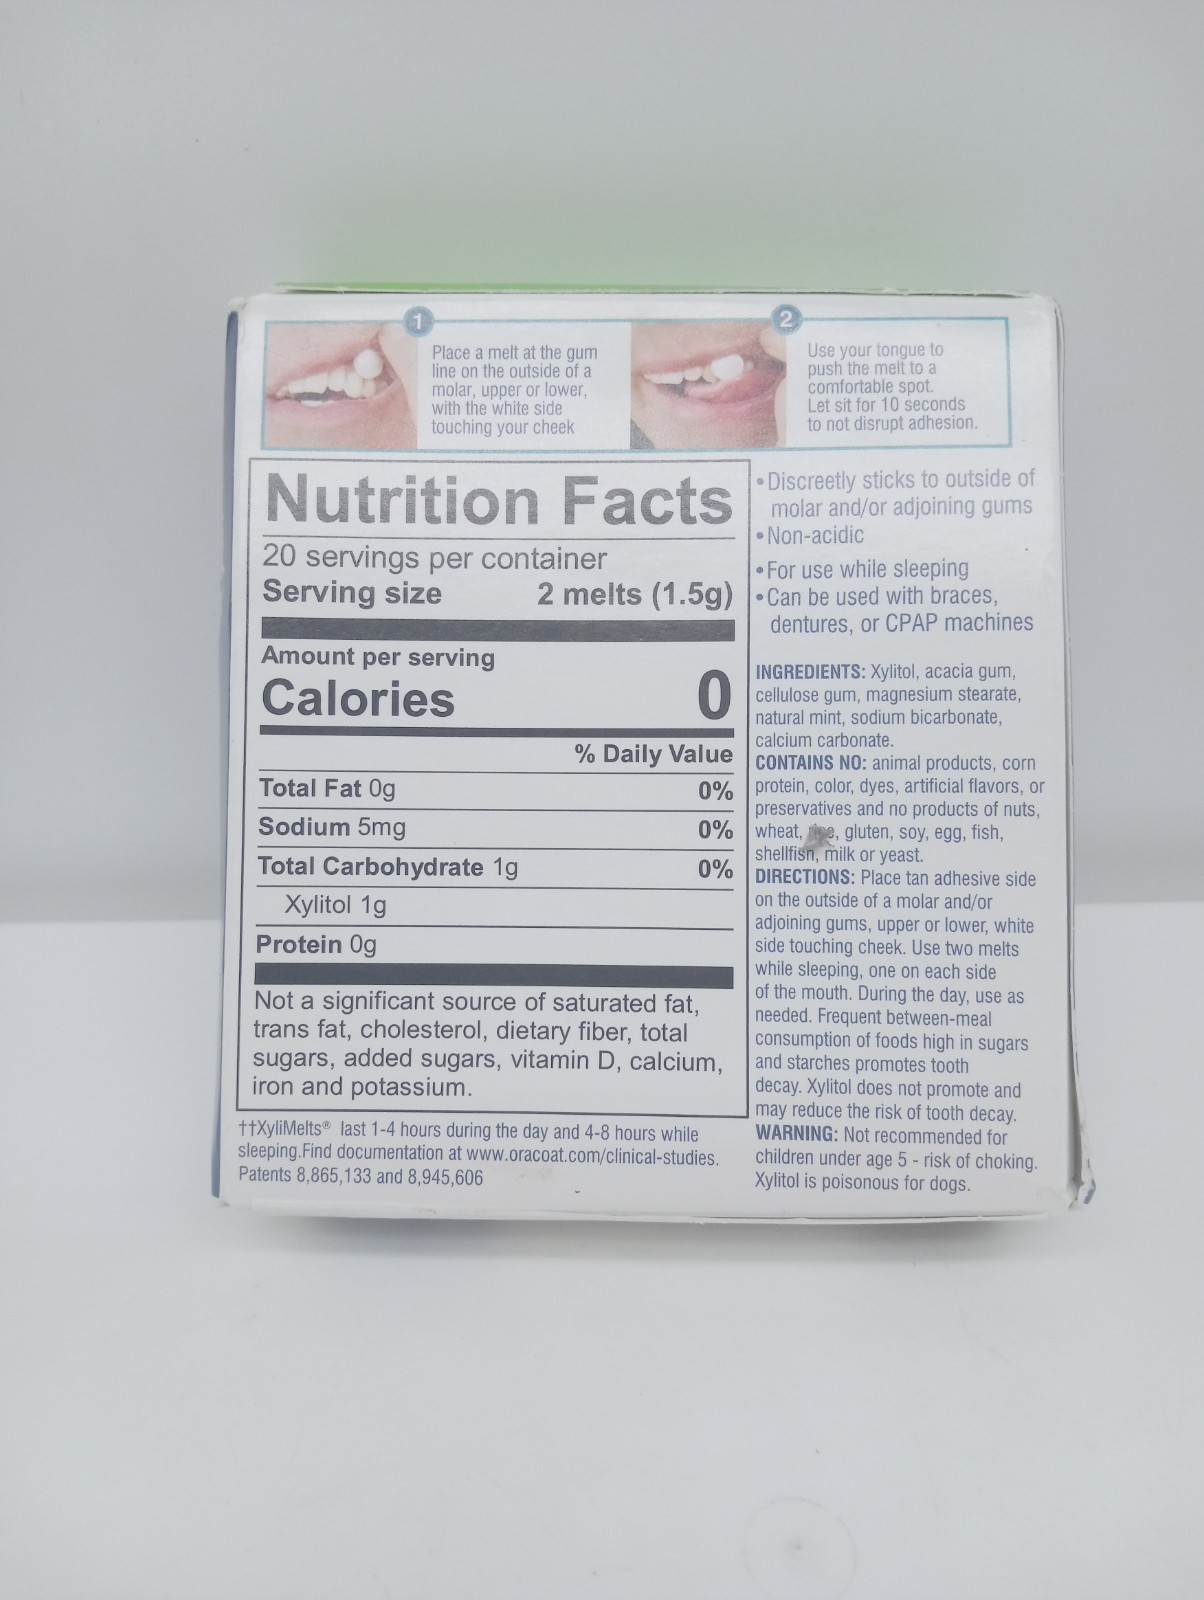 1
Place a melt at the gum
line on the outside of a
molar, upper or lower,
with the white side
touching your cheek
2
Use your tongue to
push the melt to a
comfortable spot.
Let sit for 10 seconds
to not disrupt adhesion.
Nutrition Facts
20 servings per container
Serving size 2 melts (1.5g)
Amount per serving
Calories 0
% Daily Value
Total Fat 0g 0%
Sodium 5mg 0%
Total Carbohydrate 1g 0%
Xylitol 1g
Protein 0g
Not a significant source of saturated fat,
trans fat, cholesterol, dietary fiber, total
sugars, added sugars, vitamin D, calcium,
iron and potassium.
††XyliMelts® last 1-4 hours during the day and 4-8 hours while
sleeping.Find documentation at www.oracoat.com/clinical-studies.
Patents 8,865,133 and 8,945,606
•Discreetly sticks to outside of
molar and/or adjoining gums
•Non-acidic
•For use while sleeping
•Can be used with braces,
dentures, or CPAP machines
INGREDIENTS: Xylitol, acacia gum,
cellulose gum, magnesium stearate,
natural mint, sodium bicarbonate,
calcium carbonate.
CONTAINS NO: animal products, corn
protein, color, dyes, artificial flavors, or
preservatives and no products of nuts,
wheat, gluten, soy, egg, fish,
shellfish, milk or yeast.
DIRECTIONS: Place tan adhesive side
on the outside of a molar and/or
adjoining gums, upper or lower, white
side touching cheek. Use two melts
while sleeping, one on each side
of the mouth. During the day, use as
needed. Frequent between-meal
consumption of foods high in sugars
and starches promotes tooth
decay. Xylitol does not promote and
may reduce the risk of tooth decay.
WARNING: Not recommended for
children under age 5 - risk of choking.
Xylitol is poisonous for dogs.